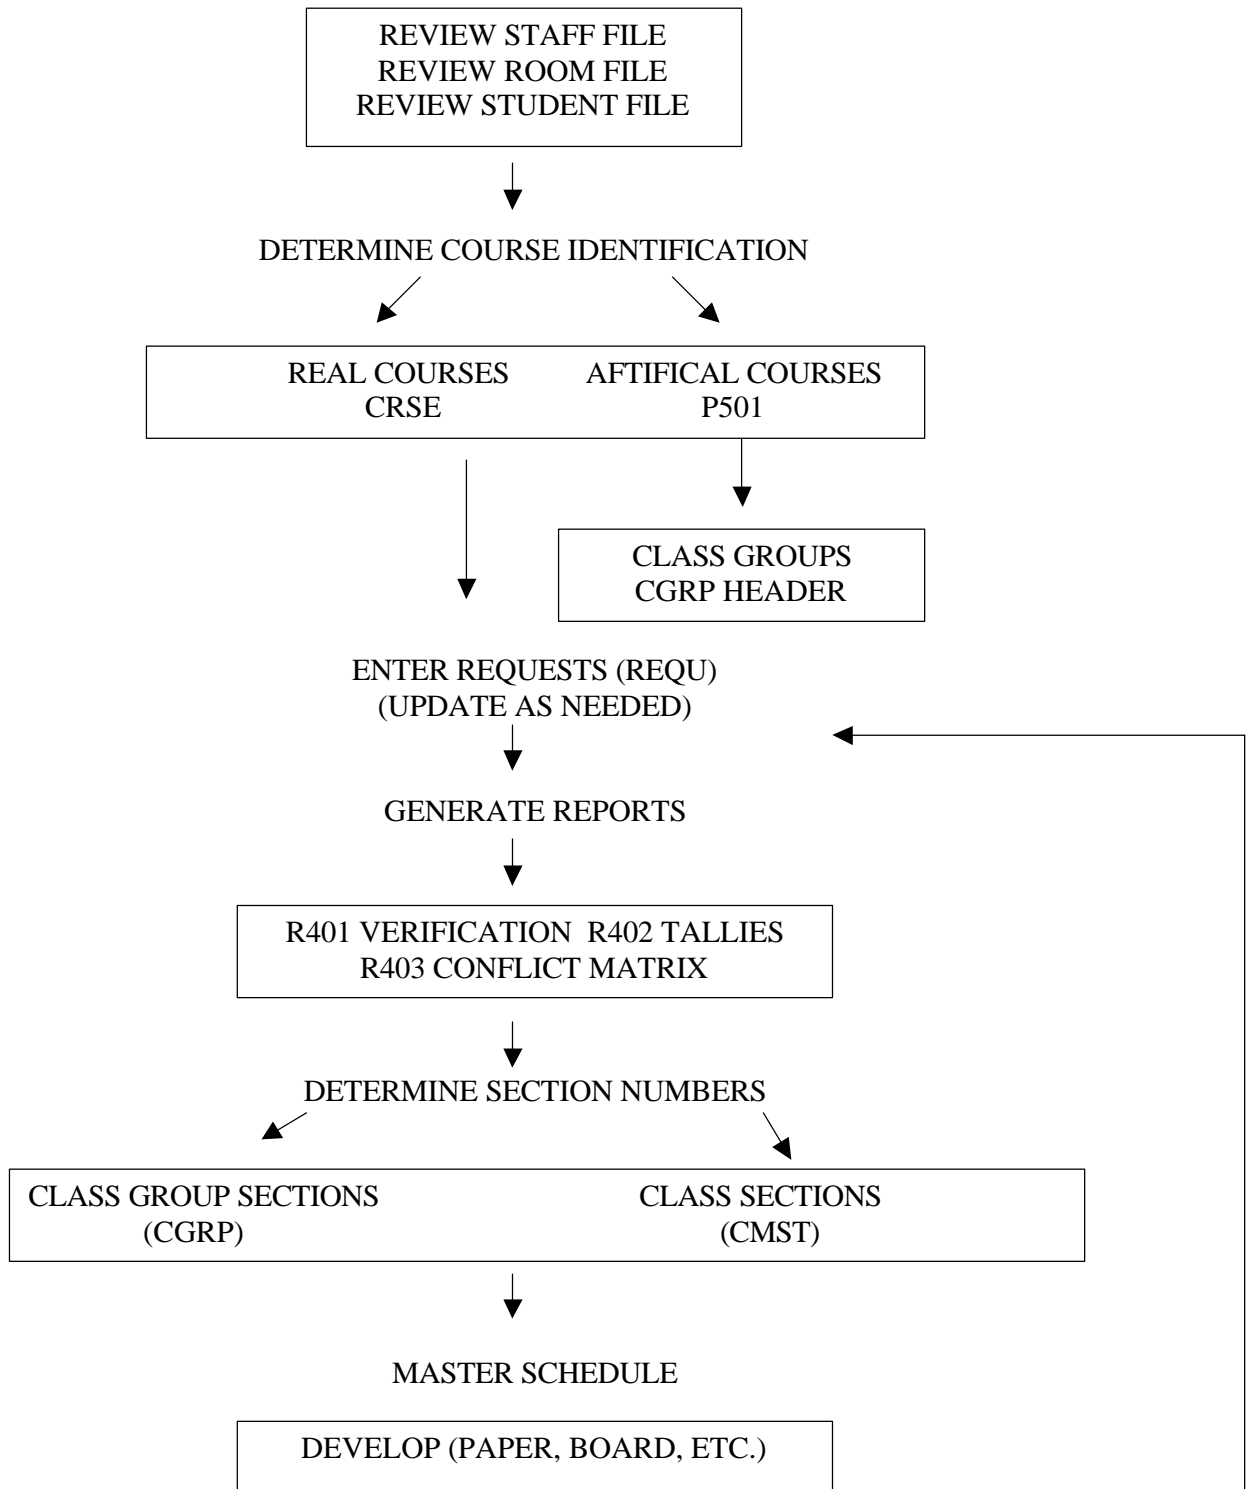 REVIEW STAFF FILE
REVIEW ROOM FILE
REVIEW STUDENT FILE
DETERMINE COURSE IDENTIFICATION
REAL COURSES AFTIFICAL COURSES
CRSE P501
CLASS GROUPS
CGRP HEADER
ENTER REQUESTS (REQU)
(UPDATE AS NEEDED)
GENERATE REPORTS
R401 VERIFICATION R402 TALLIES
R403 CONFLICT MATRIX
DETERMINE SECTION NUMBERS
CLASS GROUP SECTIONS CLASS SECTIONS
(CGRP) (CMST)
MASTER SCHEDULE
DEVELOP (PAPER, BOARD, ETC.)